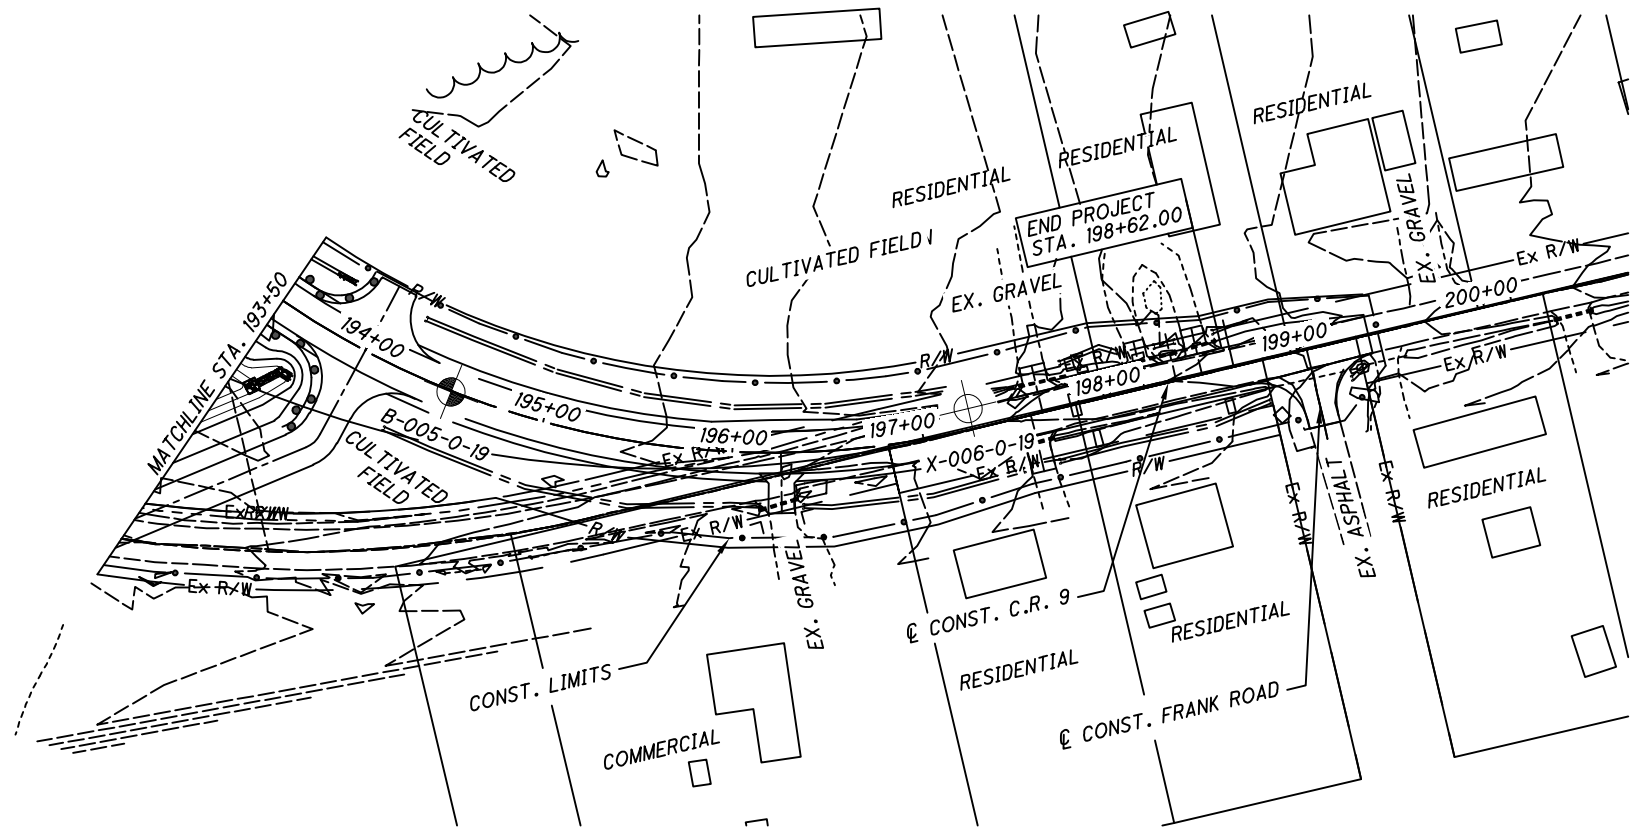 CULTIVATED
FIELD
RESIDENTIAL
RESIDENTIAL
RESIDENTIAL
END PROJECT
STA. 198+62.00
CULTIVATED FIELD
EX. GRAVEL
EX. GRAVEL
Ex R/W
200+00
199+00
198+00
197+00
196+00
195+00
194+00
MATCHLINE STA. 193+50
R/W
R/W
Ex R/W
Ex R/W
B-005-0-19
X-006-0-19
CULTIVATED
FIELD
Ex R/W
Ex R/W
R/W
R/W
Ex R/W
Ex R/W
Ex R/W
Ex R/W
EX. ASPHALT
RESIDENTIAL
EX. GRAVEL
℄ CONST. C.R. 9
RESIDENTIAL
RESIDENTIAL
CONST. LIMITS
℄ CONST. FRANK ROAD
COMMERCIAL